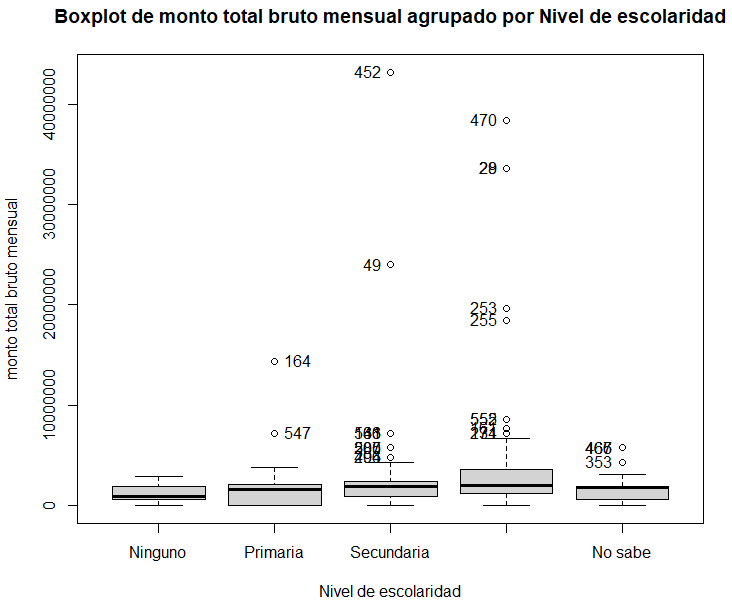 Boxplot de monto total bruto mensual agrupado por Nivel de escolaridad
monto total bruto mensual
40000000
30000000
20000000
10000000
0
452
470
29
49
253
255
164
547
552
467
353
Ninguno
Primaria
Secundaria
No sabe
Nivel de escolaridad